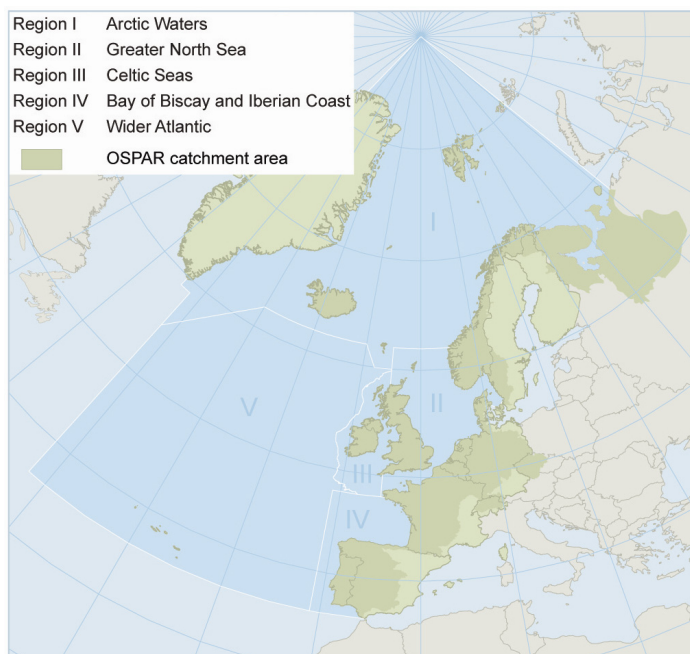 Region I Arctic Waters
Region II Greater North Sea
Region III Celtic Seas
Region IV Bay of Biscay and Iberian Coast
Region V Wider Atlantic
OSPAR catchment area
I
V
II
III
IV